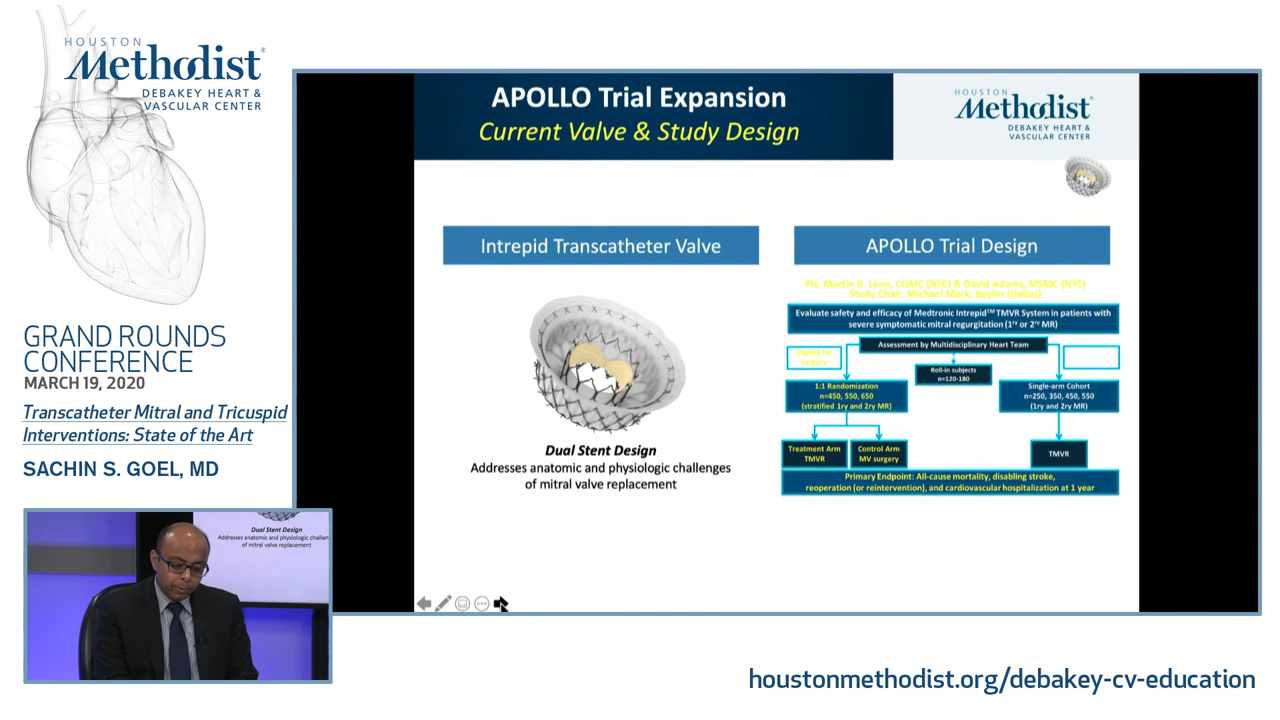 HOUSTON
Methodist®
DEBAKEY HEART &
VASCULAR CENTER
GRAND ROUNDS
CONFERENCE
MARCH 19, 2020
Transcatheter Mitral and Tricuspid
Interventions: State of the Art
SACHIN S. GOEL, MD
Dual Stent Design
Addresses anatomic and physiologic challen
of mitral valve replacement
APOLLO Trial Expansion
Current Valve & Study Design
HOUSTON
Methodist®
DEBAKEY HEART &
VASCULAR CENTER
Intrepid Transcatheter Valve
Dual Stent Design
Addresses anatomic and physiologic challenges
of mitral valve replacement
APOLLO Trial Design
PIs: Martin B. Leon, CUMC (NYC) & David Adams, MSMC (NYC)
Study Chair: Michael Mack, Baylor (Dallas)
Evaluate safety and efficacy of Medtronic Intrepid™ TMVR System in patients with
severe symptomatic mitral regurgitation (1ry or 2ry MR)
Assessment by Multidisciplinary Heart Team
Eligible for
surgery
Roll-in subjects
n=120-180
1:1 Randomization
n=450, 550, 650
(stratified 1ry and 2ry MR)
Single-arm Cohort
n=250, 350, 450, 550
(1ry and 2ry MR)
Treatment Arm
TMVR
Control Arm
MV surgery
TMVR
Primary Endpoint: All-cause mortality, disabling stroke,
reoperation (or reintervention), and cardiovascular hospitalization at 1 year
houstonmethodist.org/debakey-cv-education